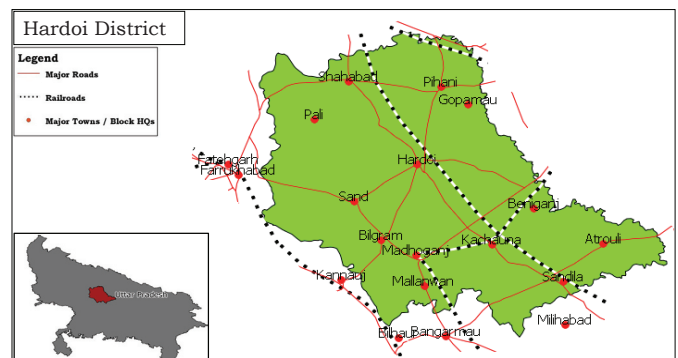 Hardoi District
Legend
Major Roads
Railroads
Major Towns / Block HQs
Shahabad
Pihani
Gopamau
Pali
Fatehgarh
Farrukhabad
Hardoi
Sand
Beniganj
Bilgram
Madhoganj
Kachauna
Atrouli
Kannauj
Mallanwan
Sandila
Bilhaur
Bangarmau
Milihabad
Uttar Pradesh